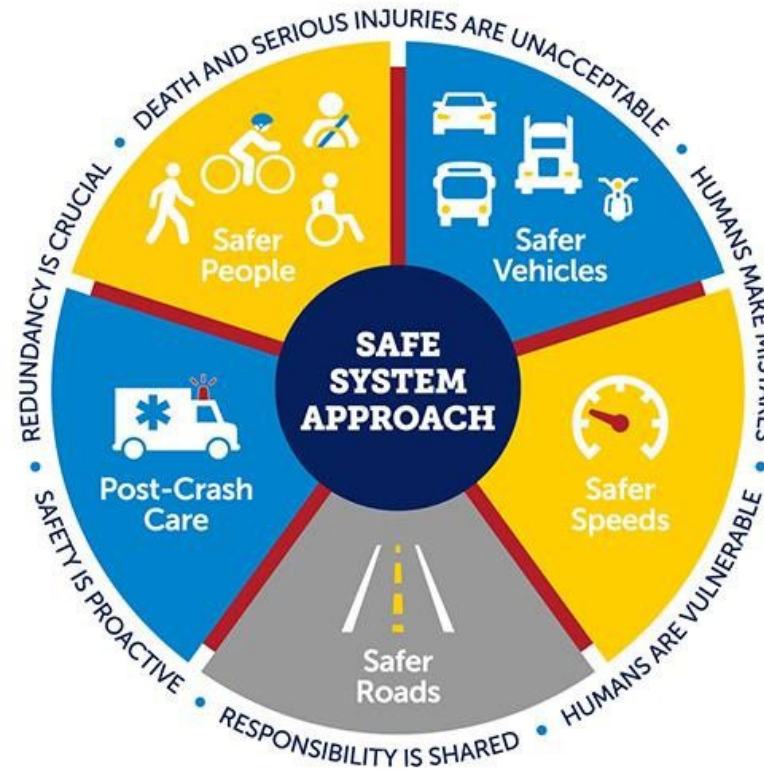 DEATH AND SERIOUS INJURIES ARE UNACCEPTABLE
HUMANS MAKE MISTAKES
HUMANS ARE VULNERABLE
RESPONSIBILITY IS SHARED
SAFETY IS PROACTIVE
REDUNDANCY IS CRUCIAL
Safer
People
Safer
Vehicles
SAFE
SYSTEM
APPROACH
Post-Crash
Care
Safer
Speeds
Safer
Roads